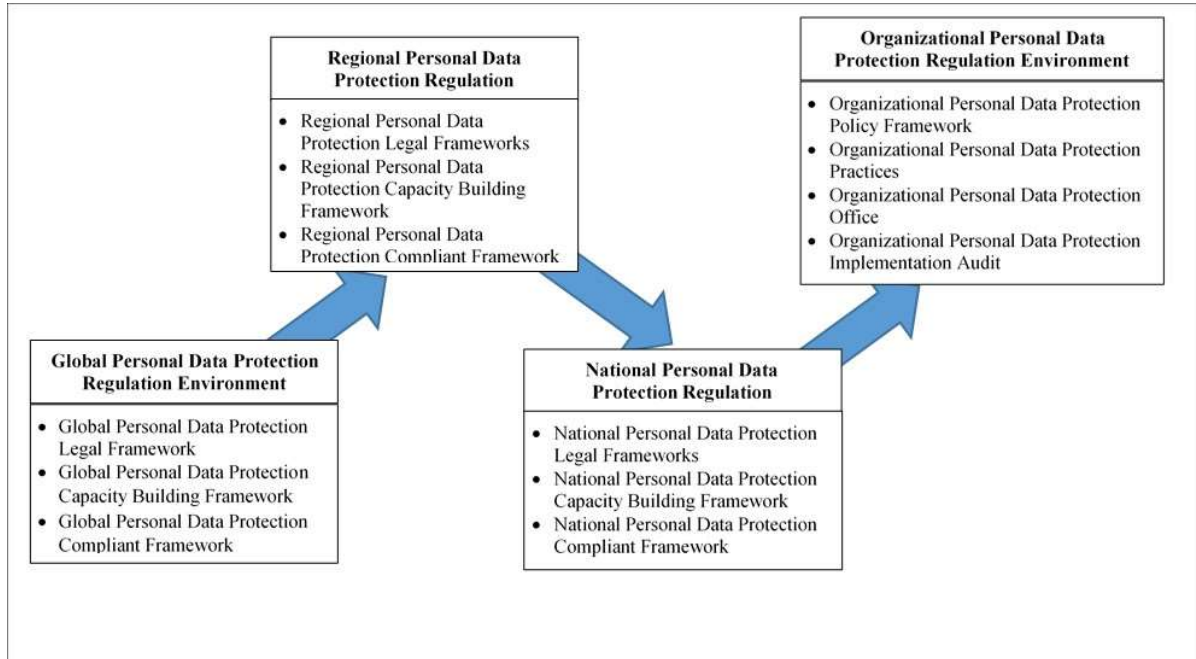 Regional Personal Data
Protection Regulation
• Regional Personal Data
Protection Legal Frameworks
• Regional Personal Data
Protection Capacity Building
Framework
• Regional Personal Data
Protection Compliant Framework
Organizational Personal Data
Protection Regulation Environment
• Organizational Personal Data Protection
Policy Framework
• Organizational Personal Data Protection
Practices
• Organizational Personal Data Protection
Office
• Organizational Personal Data Protection
Implementation Audit
Global Personal Data Protection
Regulation Environment
• Global Personal Data Protection
Legal Framework
• Global Personal Data Protection
Capacity Building Framework
• Global Personal Data Protection
Compliant Framework
National Personal Data
Protection Regulation
• National Personal Data Protection
Legal Frameworks
• National Personal Data Protection
Capacity Building Framework
• National Personal Data Protection
Compliant Framework